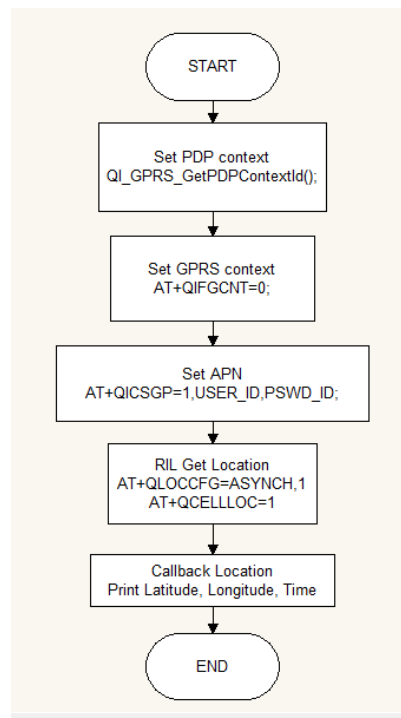 START
Set PDP context
QI_GPRS_GetPDPContextId();
Set GPRS context
AT+QIFGCNT=0;
Set APN
AT+QICSGP=1,USER_ID,PSWD_ID;
RIL Get Location
AT+QLOCCFG=ASYNCH,1
AT+QCELLLOC=1
Callback Location
Print Latitude, Longitude, Time
END